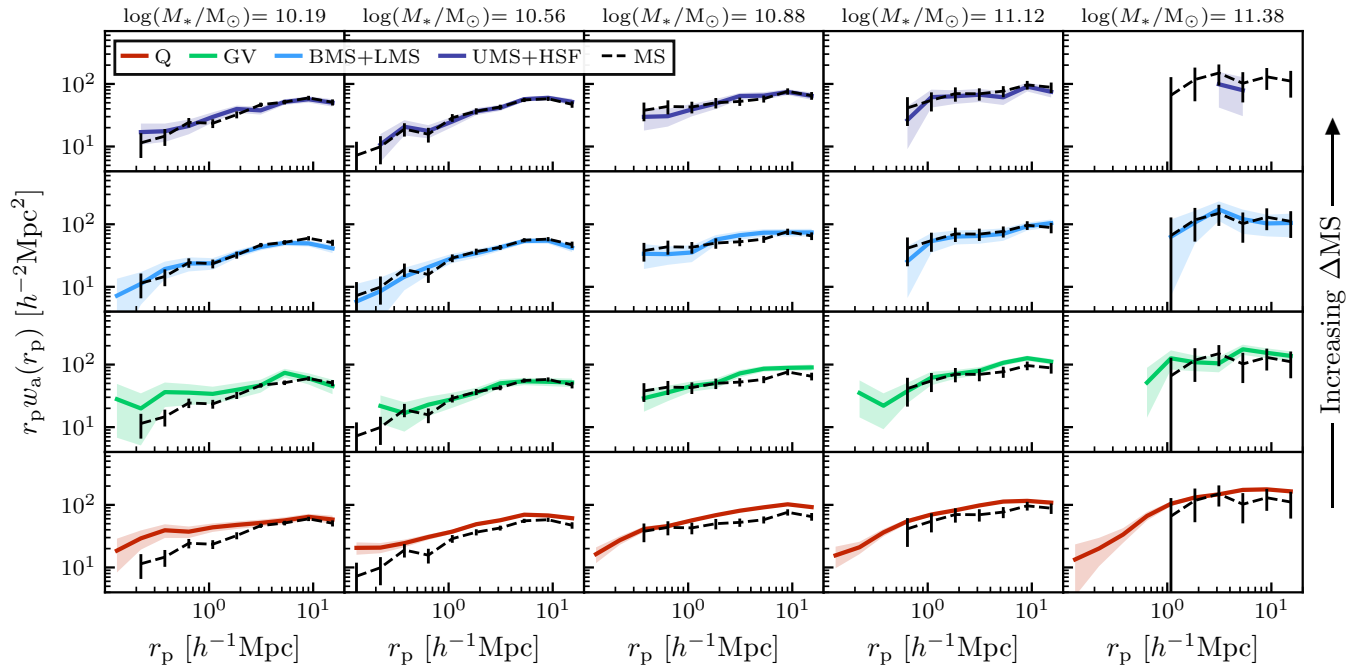 log(M*/M⊙)= 10.19 log(M*/M⊙)= 10.56 log(M*/M⊙)= 10.88 log(M*/M⊙)= 11.12 log(M*/M⊙)= 11.38
Q GV BMS+LMS UMS+HSF MS
10²
10¹
10²
10¹
10²
10¹
10²
10¹
rₚwₐ(rₚ) [h⁻²Mpc²]
Increasing ΔMS
10⁰ 10¹ 10⁰ 10¹ 10⁰ 10¹ 10⁰ 10¹ 10⁰ 10¹
rₚ [h⁻¹Mpc] rₚ [h⁻¹Mpc] rₚ [h⁻¹Mpc] rₚ [h⁻¹Mpc] rₚ [h⁻¹Mpc]